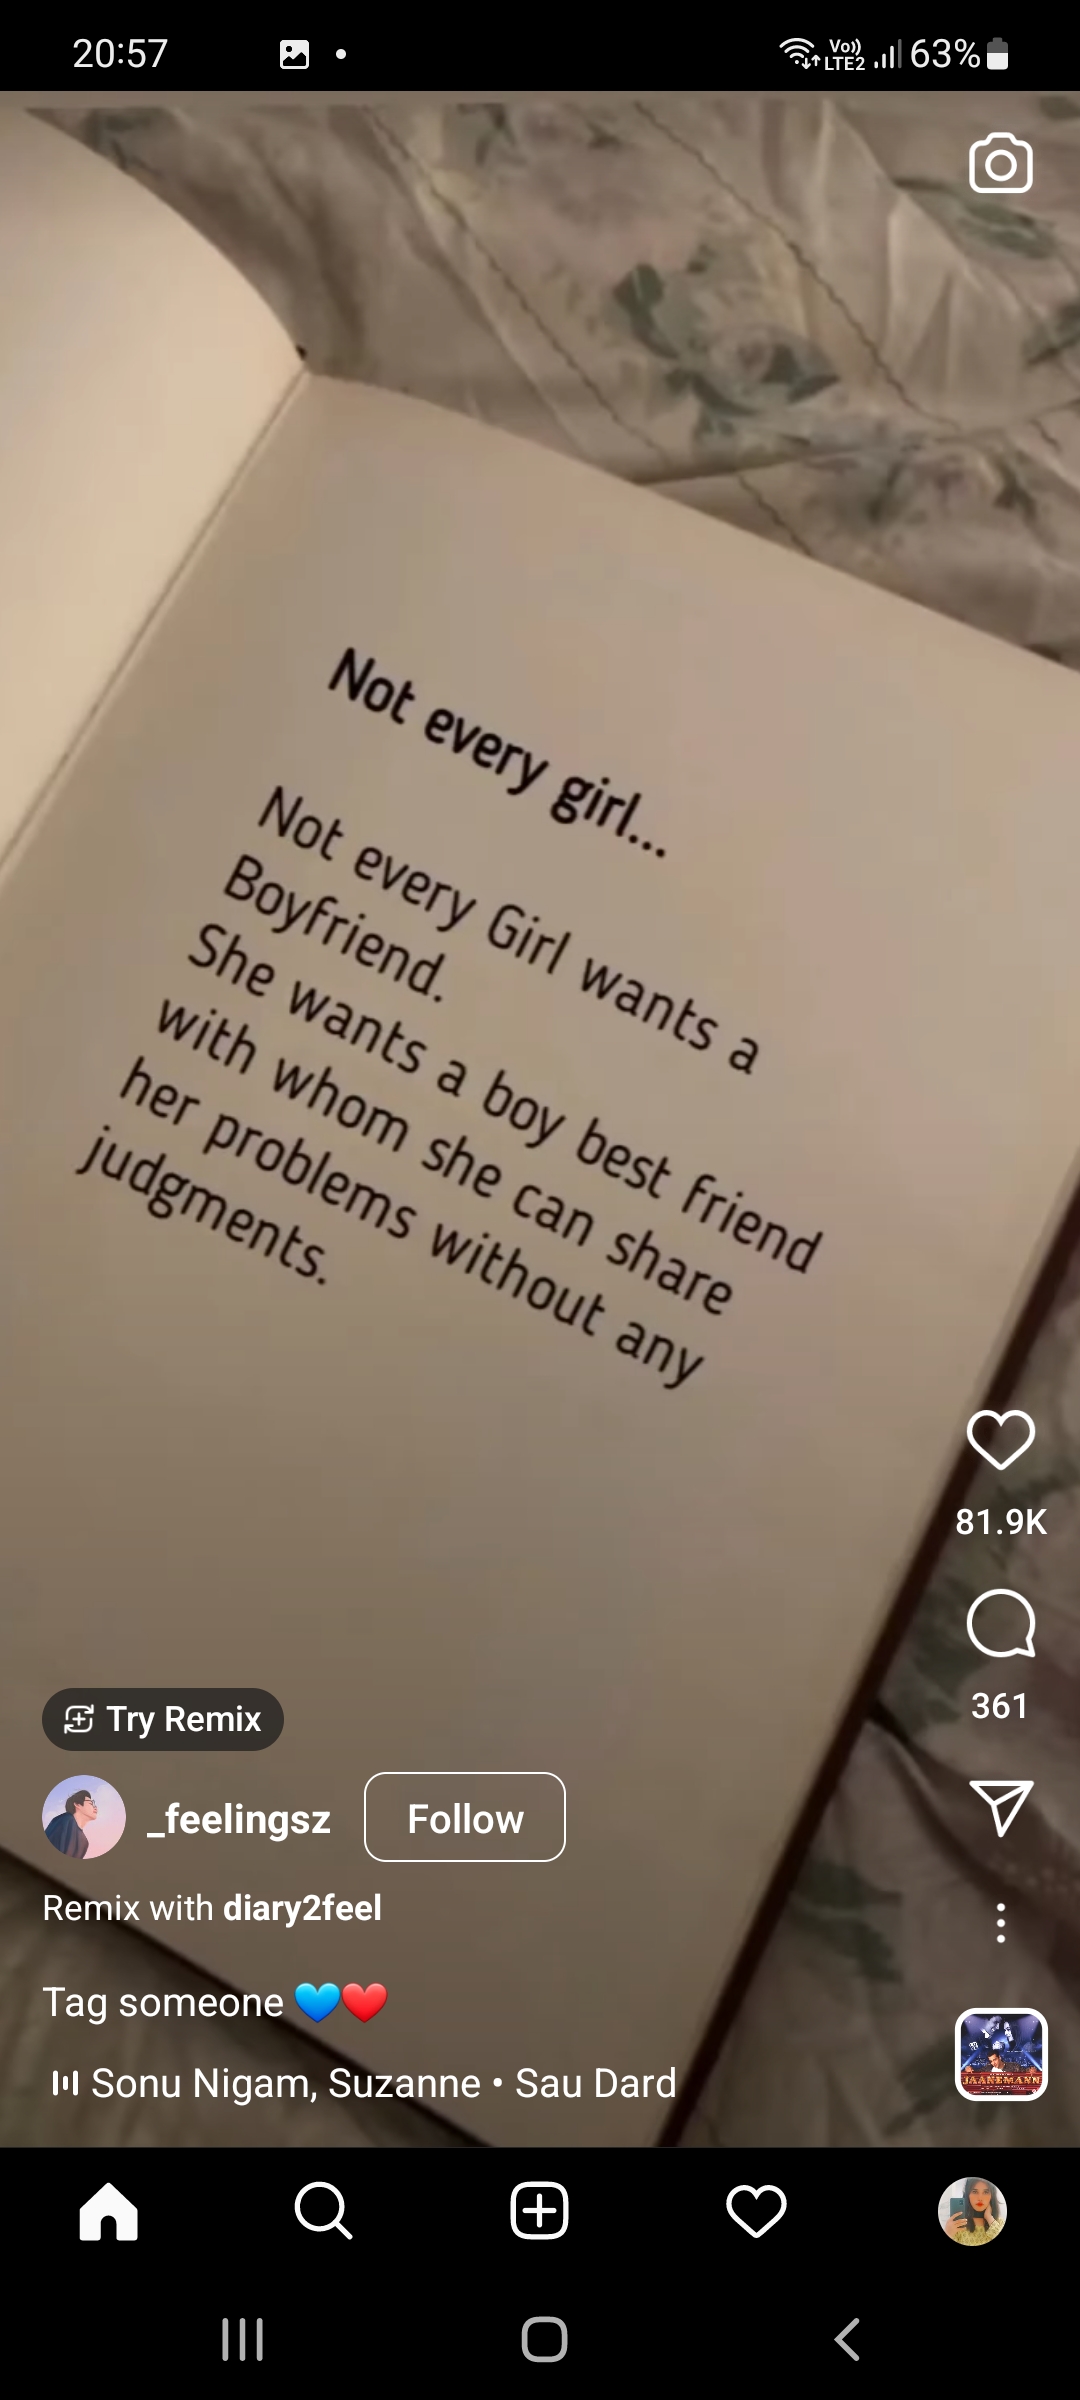 20:57
Vo))
LTE2
63%
Not every girl...
Not every Girl wants a
Boyfriend.
She wants a boy best friend
with whom she can share
her problems without any
judgments.
81.9K
361
Try Remix
_feelingsz
Follow
Remix with diary2feel
Tag someone 💙❤️
Sonu Nigam, Suzanne • Sau Dard
JAANEMANN